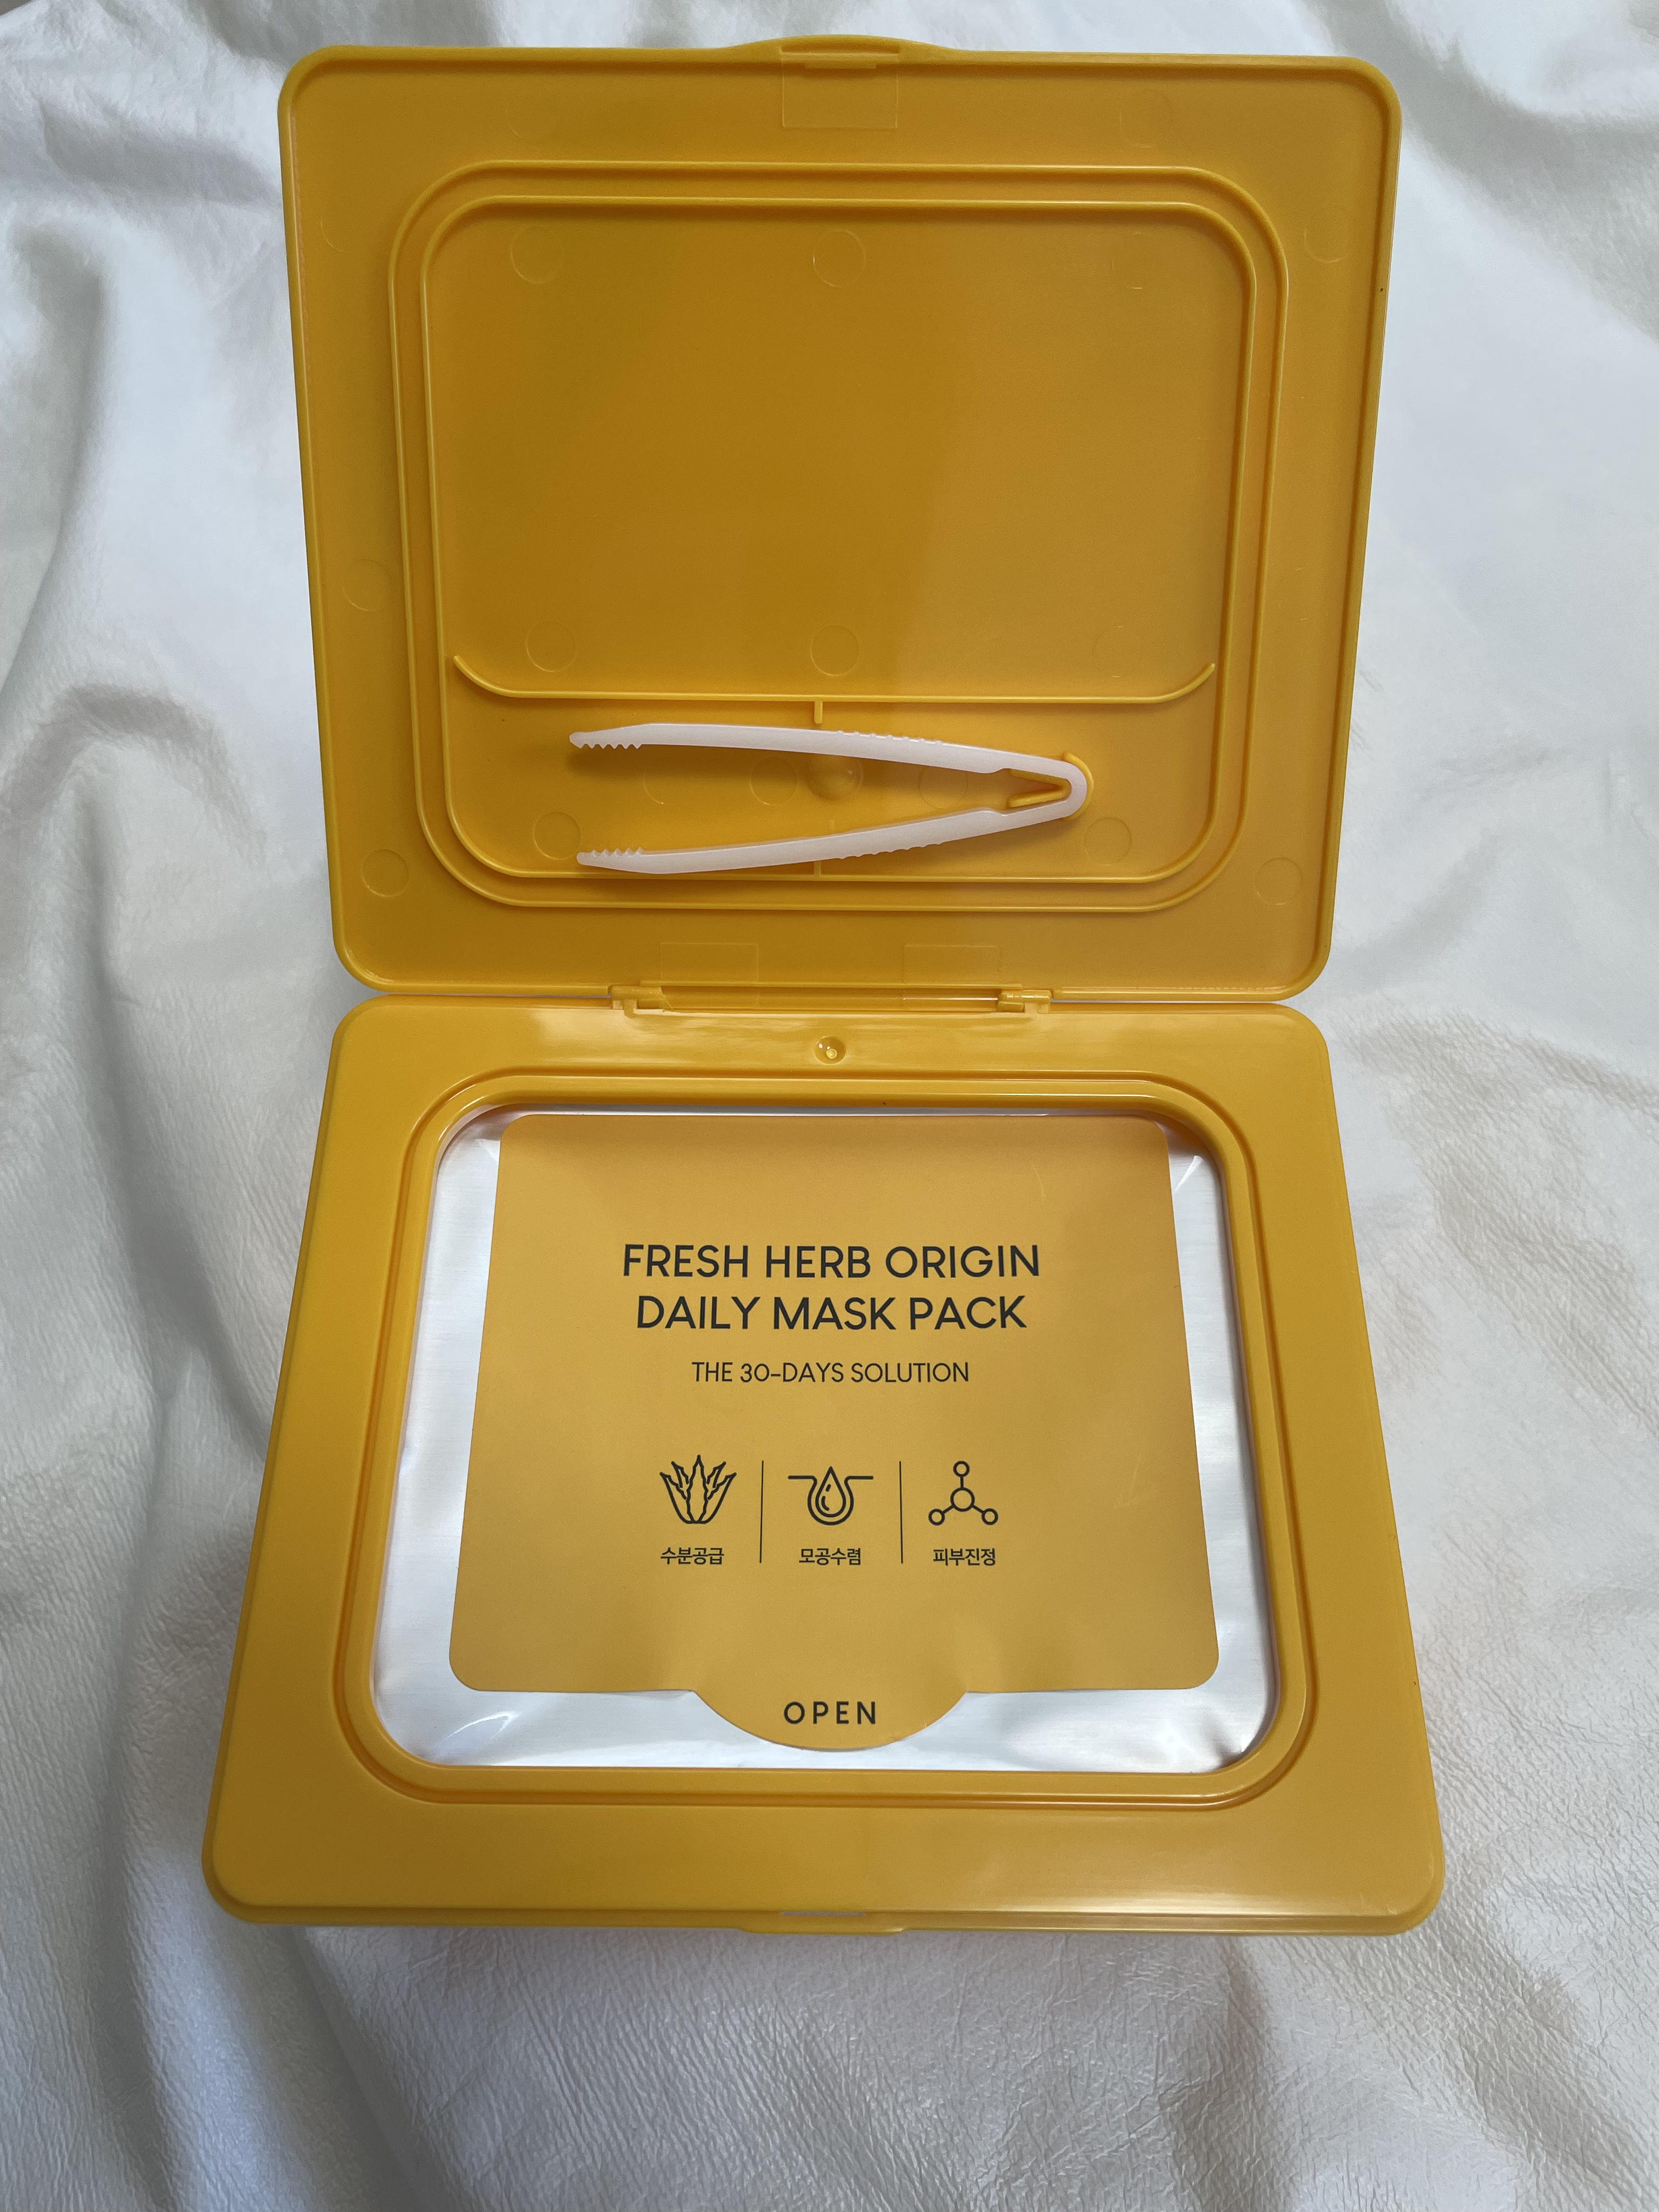 FRESH HERB ORIGIN
DAILY MASK PACK
THE 30-DAYS SOLUTION
수분공급 모공수렴 피부진정
OPEN